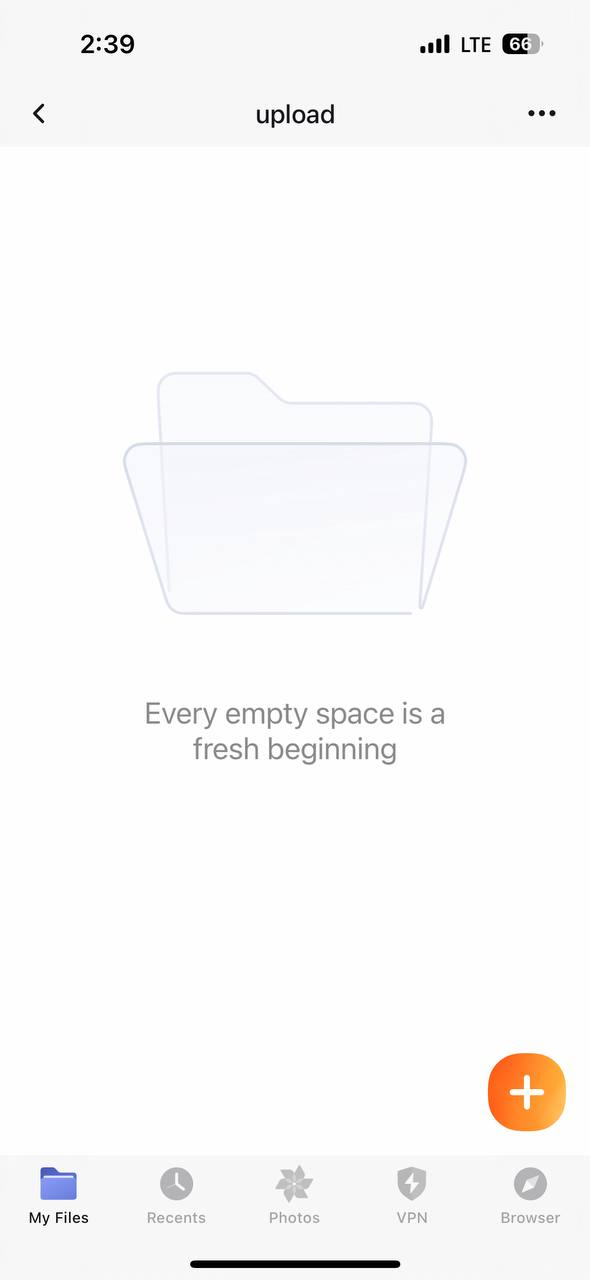 2:39
LTE
66
upload
Every empty space is a
fresh beginning
My Files
Recents
Photos
VPN
Browser